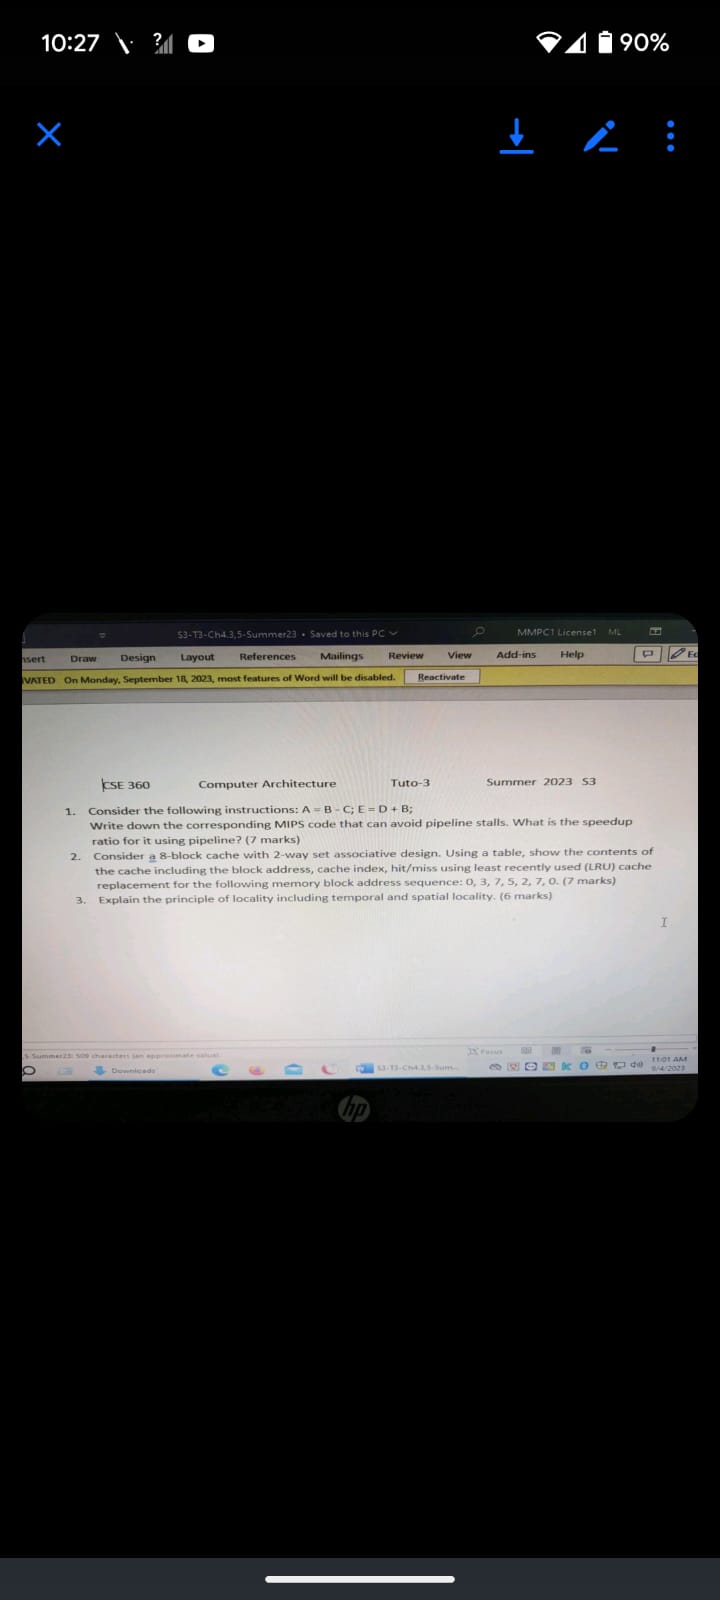 10:27
90%
S3-T3-Ch4.3,5-Summer23 • Saved to this PC
MMPC1 License1 ML
nsert Draw Design Layout References Mailings Review View Add-ins Help
VATED On Monday, September 18, 2023, most features of Word will be disabled. Reactivate
CSE 360 Computer Architecture Tuto-3 Summer 2023 S3
1. Consider the following instructions: A = B - C; E = D + B;
Write down the corresponding MIPS code that can avoid pipeline stalls. What is the speedup
ratio for it using pipeline? (7 marks)
2. Consider a 8-block cache with 2-way set associative design. Using a table, show the contents of
the cache including the block address, cache index, hit/miss using least recently used (LRU) cache
replacement for the following memory block address sequence: 0, 3, 7, 5, 2, 7, 0. (7 marks)
3. Explain the principle of locality including temporal and spatial locality. (6 marks)
5-Summer23: 509 characters (an approximate value).
Focus
Downloads
S3-T3-Ch4.3,5-Sum...
11:01 AM
9/4/2023
hp